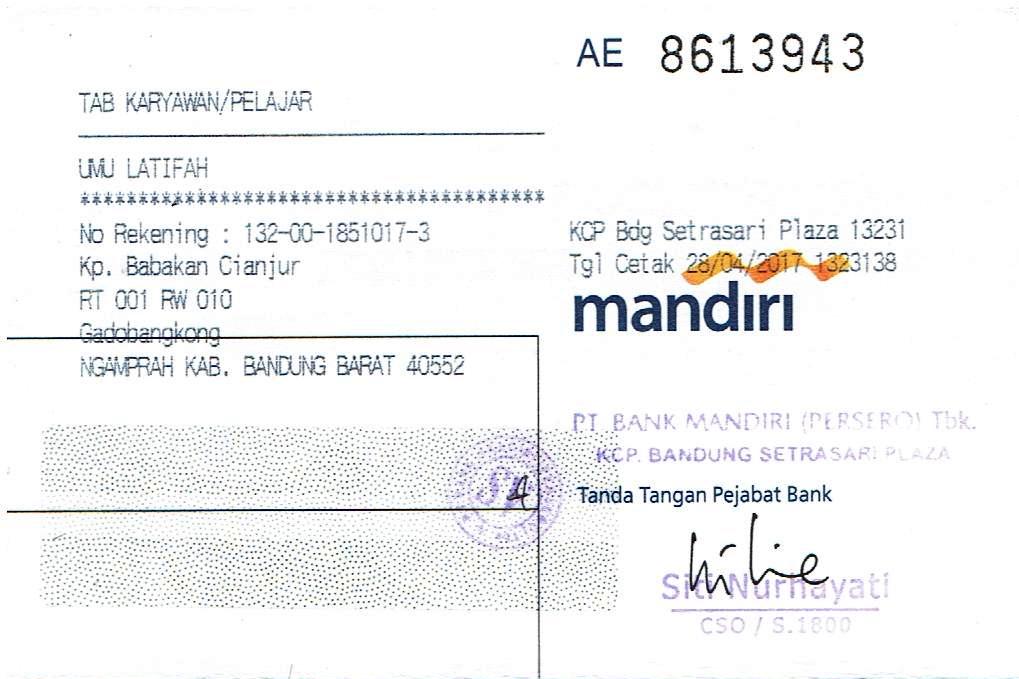 AE 8613943
TAB KARYAWAN/PELAJAR
UMU LATIFAH
***************************************
No Rekening : 132-00-1851017-3
Kp. Babakan Cianjur
RT 001 RW 010
Gadobangkong
NGAMPRAH KAB. BANDUNG BARAT 40552
KCP Bdg Setrasari Plaza 13231
Tgl Cetak 28/04/2017 1323138
mandiri
PT. BANK MANDIRI (PERSERO) Tbk.
KCP. BANDUNG SETRASARI PLAZA
Tanda Tangan Pejabat Bank
Siti Nurhayati
CSO / S.1800